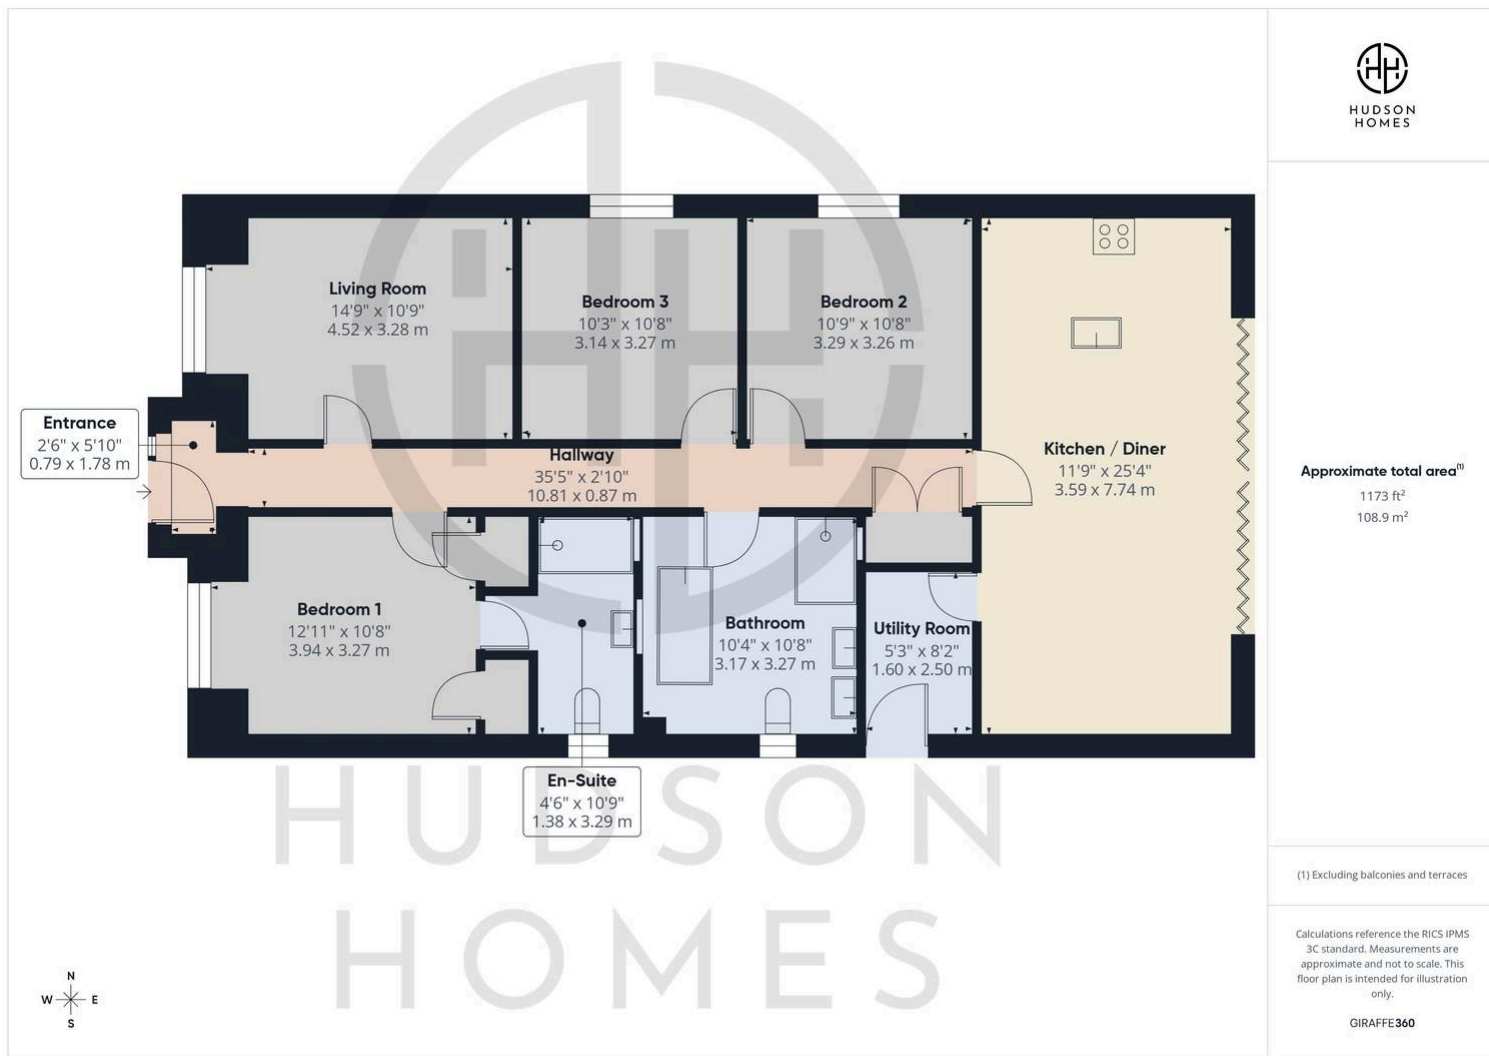 HUDSON
HOMES
Living Room
14'9" x 10'9"
4.52 x 3.28 m
Bedroom 3
10'3" x 10'8"
3.14 x 3.27 m
Bedroom 2
10'9" x 10'8"
3.29 x 3.26 m
Entrance
2'6" x 5'10"
0.79 x 1.78 m
Hallway
35'5" x 2'10"
10.81 x 0.87 m
Kitchen / Diner
11'9" x 25'4"
3.59 x 7.74 m
Bedroom 1
12'11" x 10'8"
3.94 x 3.27 m
Bathroom
10'4" x 10'8"
3.17 x 3.27 m
Utility Room
5'3" x 8'2"
1.60 x 2.50 m
En-Suite
4'6" x 10'9"
1.38 x 3.29 m
HUDSON
HOMES
N
W E
S
Approximate total area(1)
1173 ft²
108.9 m²
(1) Excluding balconies and terraces
Calculations reference the RICS IPMS
3C standard. Measurements are
approximate and not to scale. This
floor plan is intended for illustration
only.
GIRAFFE360